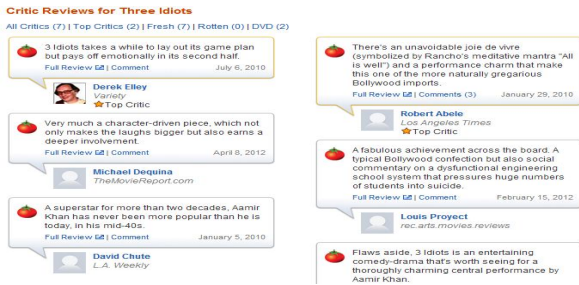 Critic Reviews for Three Idiots
All Critics (7) | Top Critics (2) | Fresh (7) | Rotten (0) | DVD (2)
3 Idiots takes a while to lay out its game plan
but pays off emotionally in its second half.
Full Review | Comment July 6, 2010
Derek Elley
Variety
Top Critic
Very much a character-driven piece, which not
only makes the laughs bigger but also earns a
deeper involvement.
Full Review | Comment April 8, 2012
Michael Dequina
TheMovieReport.com
A superstar for more than two decades, Aamir
Khan has never been more popular than he is
today, in his mid-40s.
Full Review | Comment January 5, 2010
David Chute
L.A. Weekly
There's an unavoidable joie de vivre
(symbolized by Rancho's meditative mantra "All
is well") and a performance charm that make
this one of the more naturally gregarious
Bollywood imports.
Full Review | Comments (3) January 29, 2010
Robert Abele
Los Angeles Times
Top Critic
A fabulous achievement across the board. A
typical Bollywood confection but also social
commentary on a dysfunctional engineering
school system that pressures huge numbers
of students into suicide.
Full Review | Comment February 15, 2012
Louis Proyect
rec.arts.movies.reviews
Flaws aside, 3 Idiots is an entertaining
comedy-drama that's worth seeing for a
thoroughly charming central performance by
Aamir Khan.